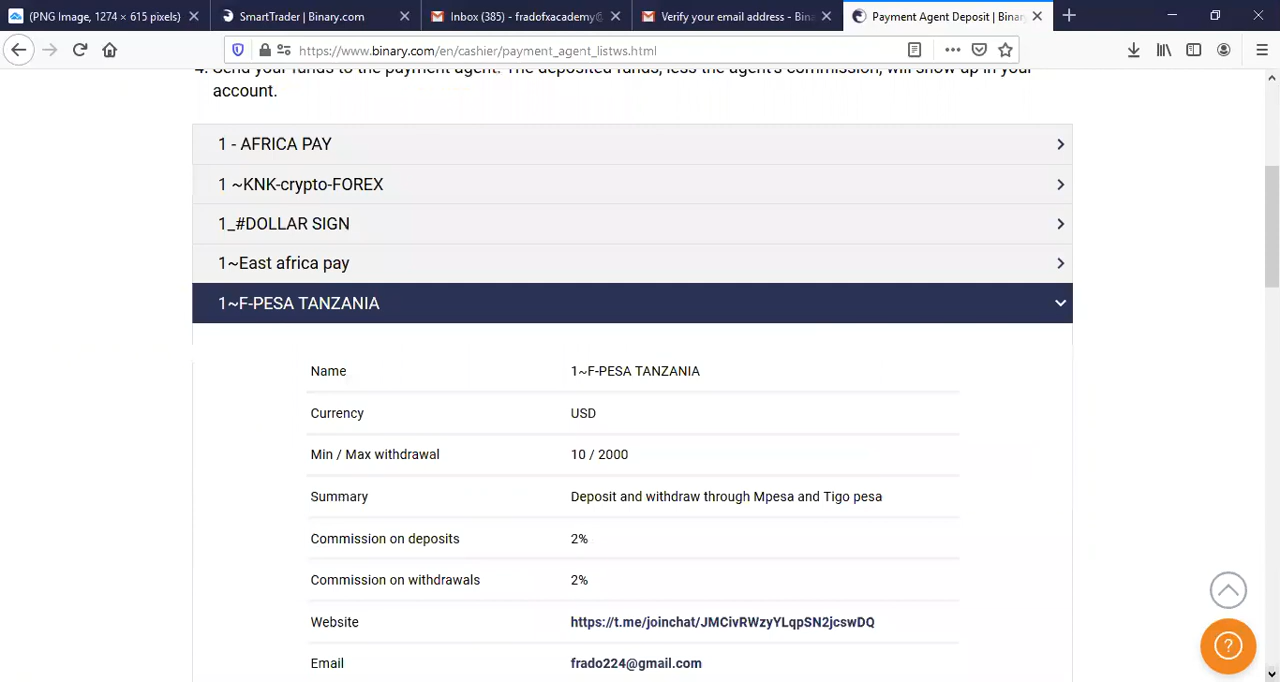 (PNG Image, 1274 × 615 pixels)
SmartTrader | Binary.com
Inbox (385) - fradofxacademy@
Verify your email address - Bina
Payment Agent Deposit | Binary
https://www.binary.com/en/cashier/payment_agent_listws.html
4. Send your funds to the payment agent. The deposited funds, less the agent's commission, will show up in your
account.
1 - AFRICA PAY
1 ~KNK-crypto-FOREX
1_#DOLLAR SIGN
1~East africa pay
1~F-PESA TANZANIA
Name 1~F-PESA TANZANIA
Currency USD
Min / Max withdrawal 10 / 2000
Summary Deposit and withdraw through Mpesa and Tigo pesa
Commission on deposits 2%
Commission on withdrawals 2%
Website https://t.me/joinchat/JMCivRWzyYLqpSN2jcswDQ
Email frado224@gmail.com